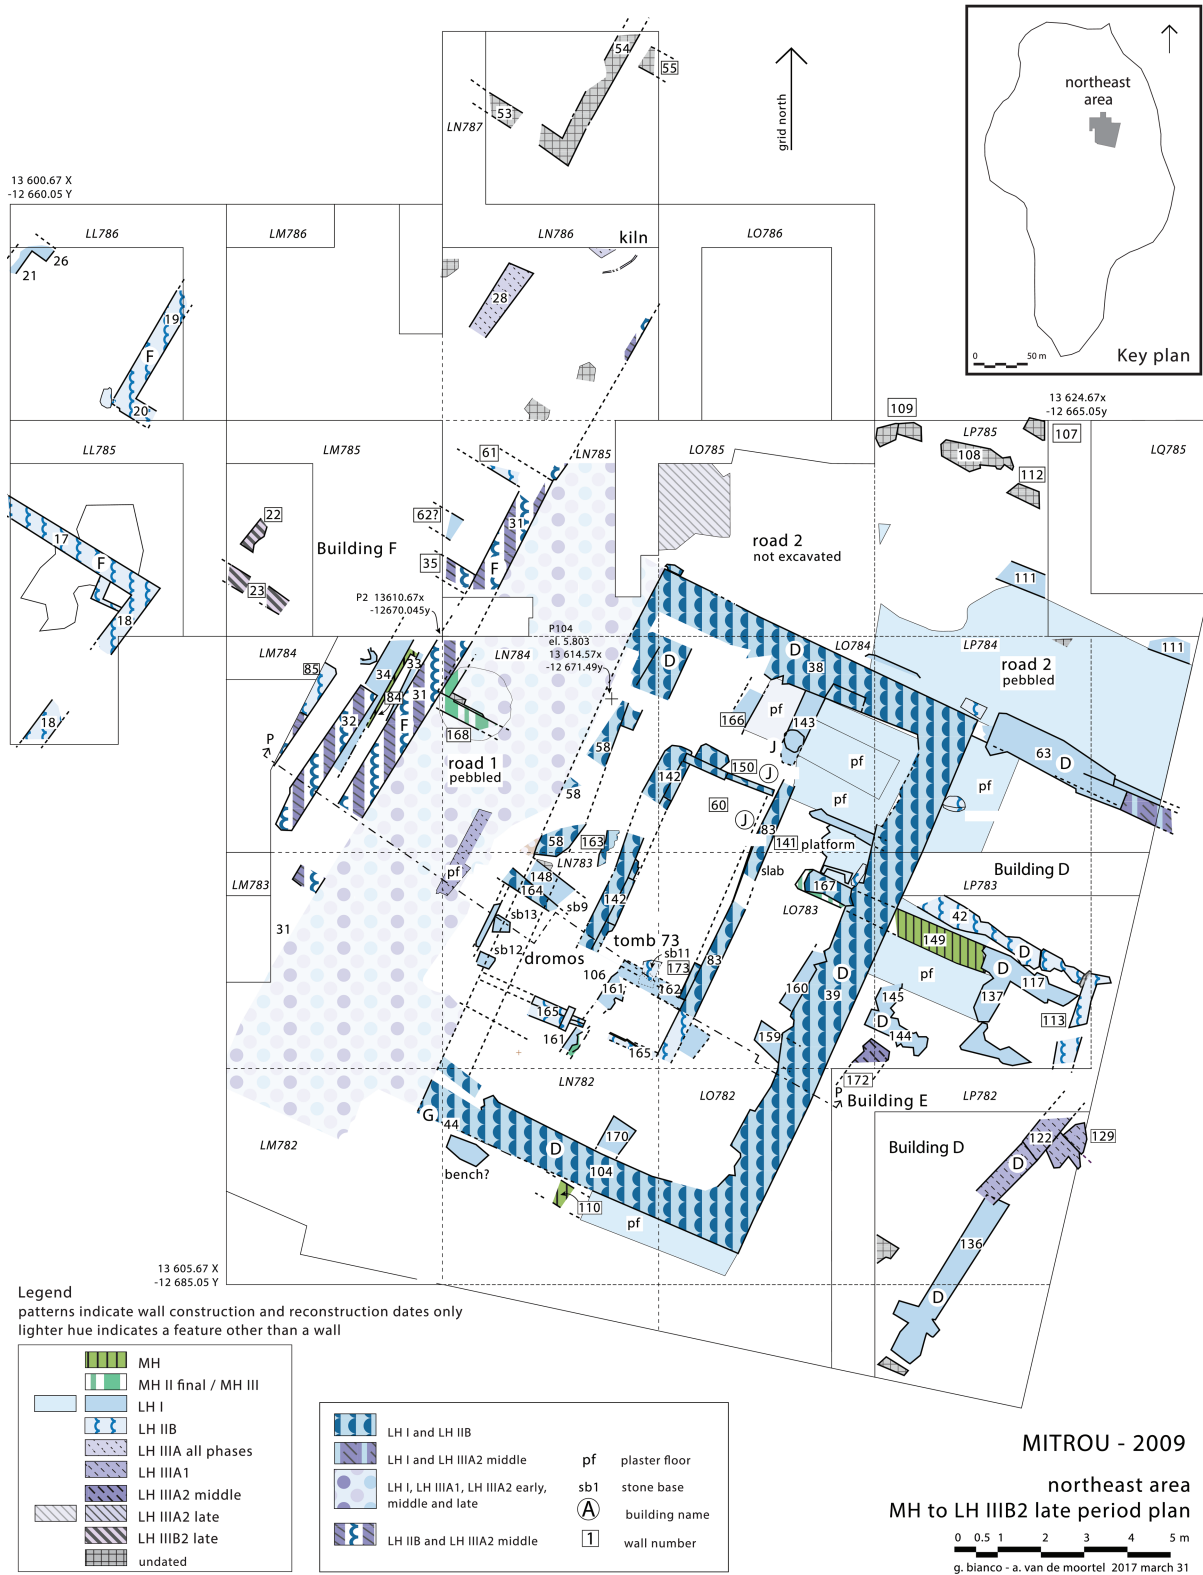 54
55
53
LN787
grid north
northeast
area
0
50 m
Key plan
13 600.67 X
-12 660.05 Y
LL786
LM786
LN786
kiln
LO786
26
21
28
19
F
20
13 624.67x
-12 665.05y
109
LP785
107
108
112
LQ785
LL785
LM785
61
LN785
LO785
22
62?
31
17
Building F
road 2
not excavated
F
35
F
23
111
18
P2 13610.67x
-12670.045y
P104
el. 5.803
13 614.57x
-12 671.49y
LM784
85
34
33
LN784
D
D
38
LO784
LP784
road 2
pebbled
111
84
31
18
32
F
166
pf
143
168
P
road 1
pebbled
58
J
63
D
142
150
J
pf
pf
pf
58
60
J
83
58
163
141 platform
LN783
pf
slab
Building D
LM783
148
164
167
LP783
sb9
142
LO783
42
sb13
31
149
tomb 73
sb12
dromos
sb11
173
83
D
D
106
pf
117
161
162
160
39
137
145
165
D
113
144
161
159
165
172
LN782
LO782
P
Building E
LP782
G
44
170
122
129
LM782
D
Building D
D
bench?
104
110
pf
136
13 605.67 X
-12 685.05 Y
D
Legend
patterns indicate wall construction and reconstruction dates only
lighter hue indicates a feature other than a wall
MH
MH II final / MH III
LH I
LH IIB
LH IIIA all phases
LH IIIA1
LH IIIA2 middle
LH IIIA2 late
LH IIIB2 late
undated
LH I and LH IIB
LH I and LH IIIA2 middle
LH I, LH IIIA1, LH IIIA2 early,
middle and late
LH IIB and LH IIIA2 middle
pf plaster floor
sb1 stone base
A building name
1 wall number
MITROU - 2009
northeast area
MH to LH IIIB2 late period plan
0 0.5 1 2 3 4 5 m
g. bianco - a. van de moortel 2017 march 31